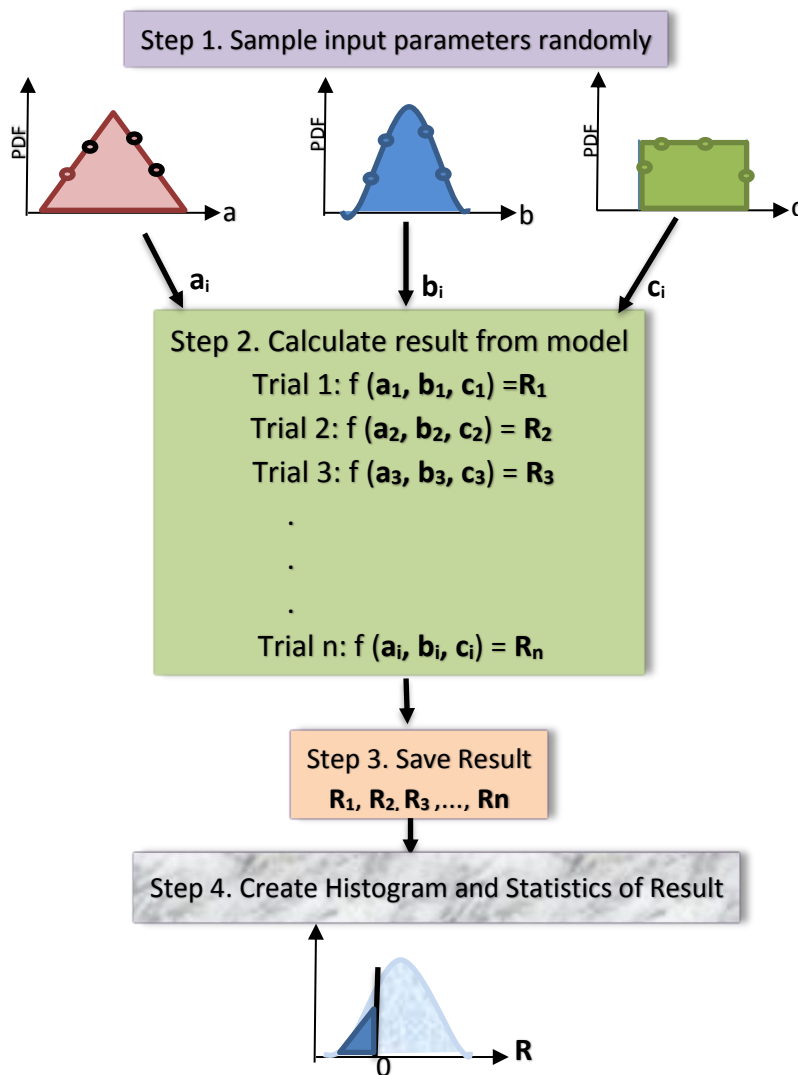 Step 1. Sample input parameters randomly
PDF
a
PDF
b
PDF
aᵢ
bᵢ
cᵢ
Step 2. Calculate result from model
Trial 1: f (a₁, b₁, c₁) =R₁
Trial 2: f (a₂, b₂, c₂) = R₂
Trial 3: f (a₃, b₃, c₃) = R₃
.
.
.
Trial n: f (aᵢ, bᵢ, cᵢ) = Rₙ
Step 3. Save Result
R₁, R₂. R₃ ,..., Rn
Step 4. Create Histogram and Statistics of Result
0
R